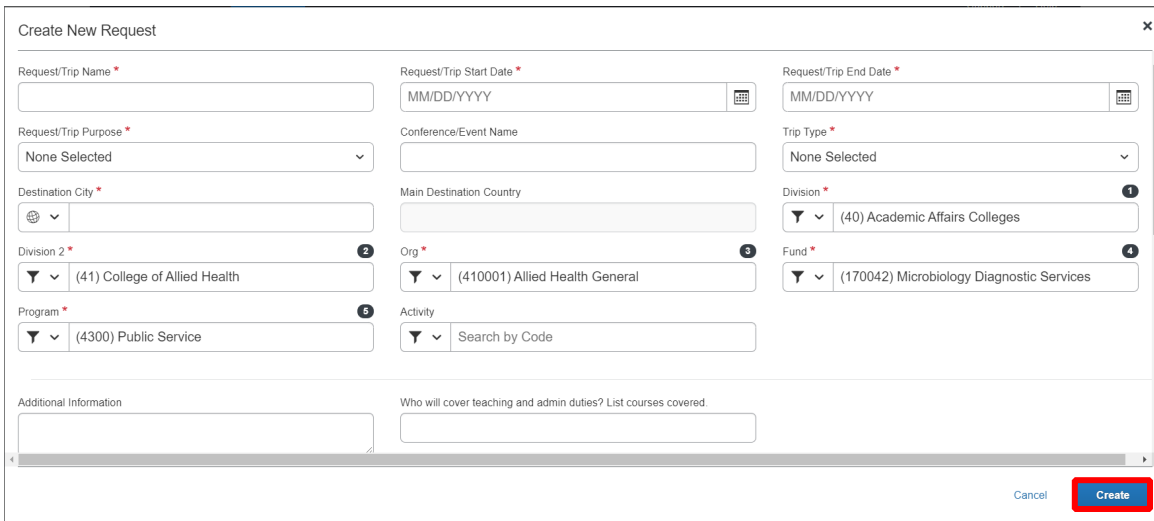 Create New Request
×
Request/Trip Name *
Request/Trip Start Date *
Request/Trip End Date *
MM/DD/YYYY
MM/DD/YYYY
Request/Trip Purpose *
Conference/Event Name
Trip Type *
None Selected
None Selected
Destination City *
Main Destination Country
Division *
1
(40) Academic Affairs Colleges
Division 2 *
2
Org *
3
Fund *
4
(41) College of Allied Health
(410001) Allied Health General
(170042) Microbiology Diagnostic Services
Program *
5
Activity
(4300) Public Service
Search by Code
Additional Information
Who will cover teaching and admin duties? List courses covered.
Cancel
Create